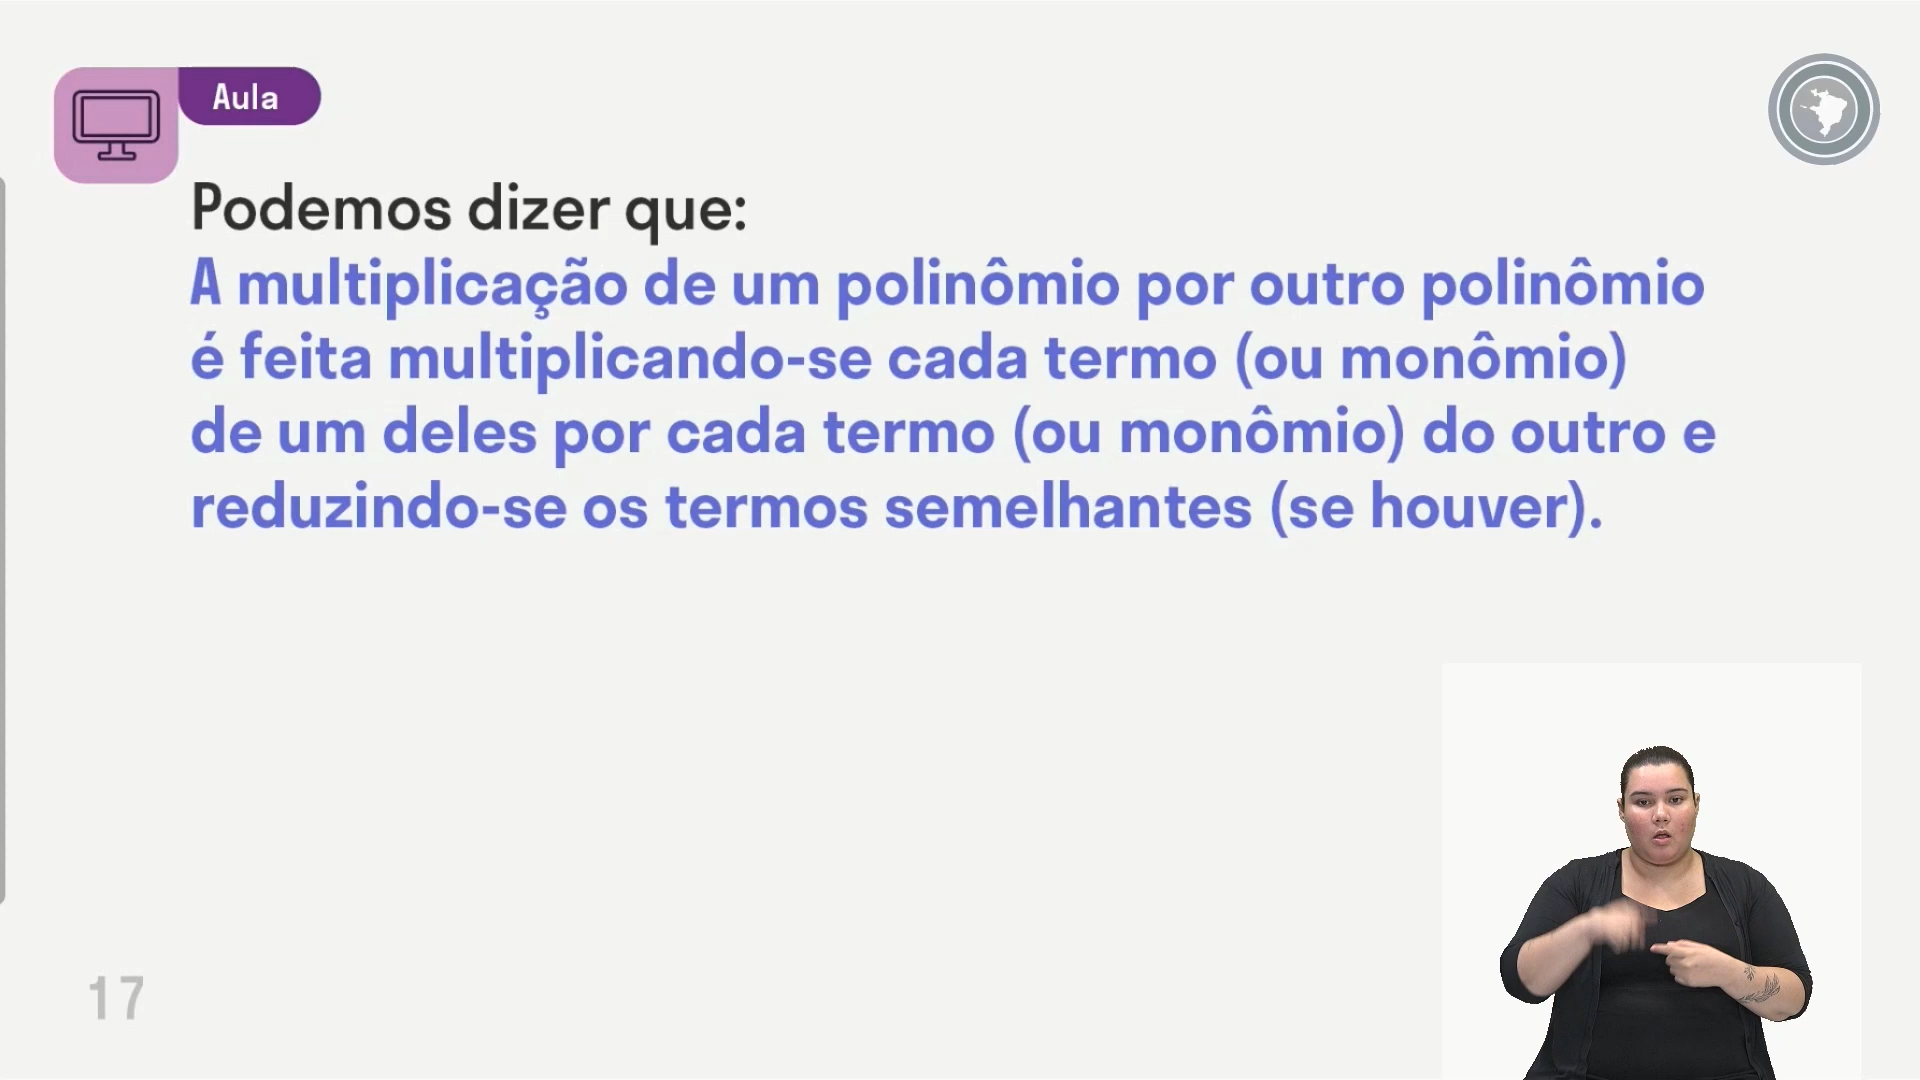 Aula
Podemos dizer que:
A multiplicação de um polinômio por outro polinômio
é feita multiplicando-se cada termo (ou monômio)
de um deles por cada termo (ou monômio) do outro e
reduzindo-se os termos semelhantes (se houver).
17